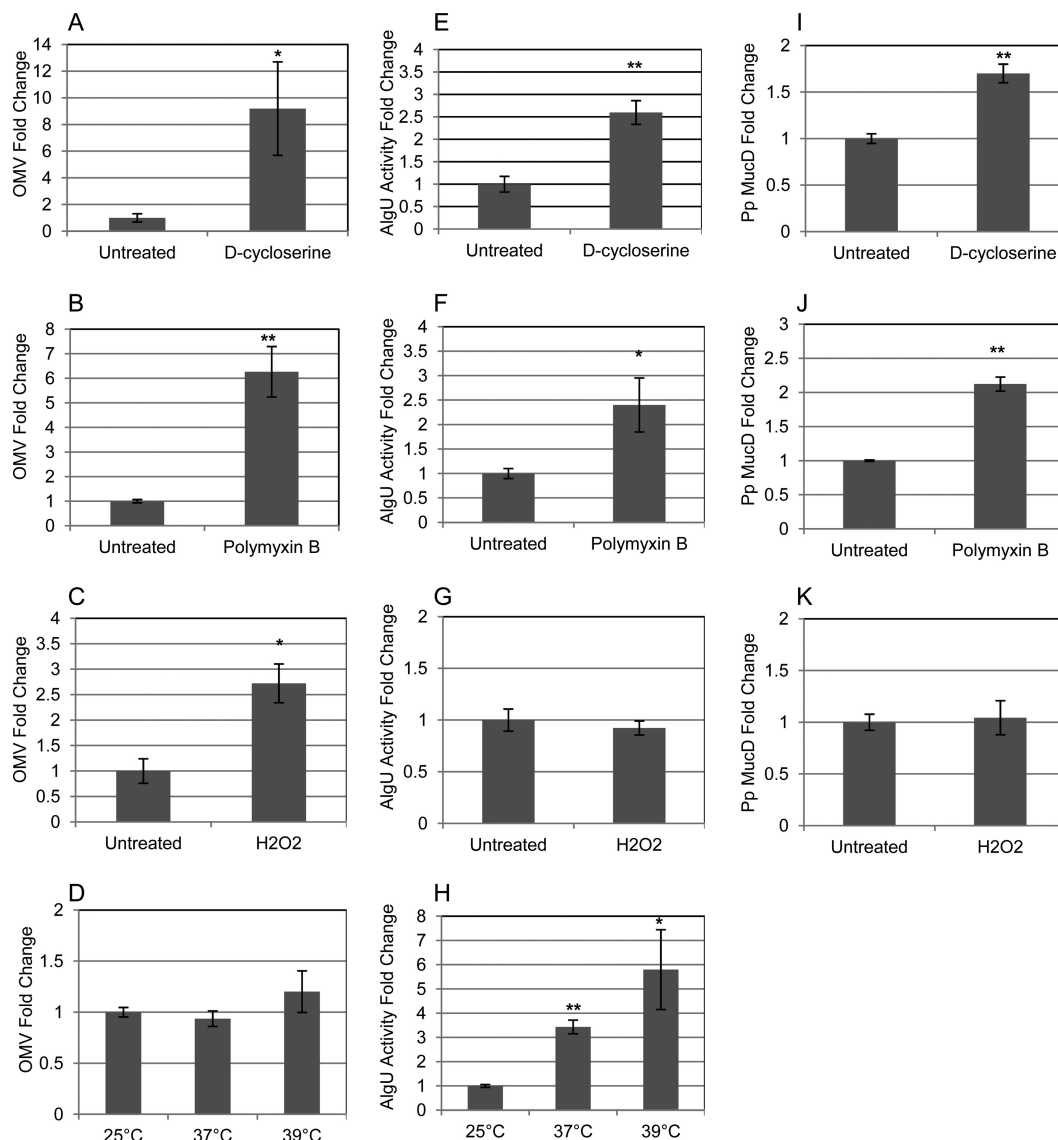 A
OMV Fold Change
14
12
10
8
6
4
2
0
*
Untreated D-cycloserine
E
AlgU Activity Fold Change
4
3.5
3
2.5
2
1.5
1
0.5
0
**
Untreated D-cycloserine
I
Pp MucD Fold Change
2
1.5
1
0.5
0
**
Untreated D-cycloserine
B
OMV Fold Change
8
7
6
5
4
3
2
1
0
**
Untreated Polymyxin B
F
AlgU Activity Fold Change
4
3.5
3
2.5
2
1.5
1
0.5
0
*
Untreated Polymyxin B
J
Pp MucD Fold Change
3
2.5
2
1.5
1
0.5
0
**
Untreated Polymyxin B
C
OMV Fold Change
4
3.5
3
2.5
2
1.5
1
0.5
0
*
Untreated H2O2
G
AlgU Activity Fold Change
2
1.5
1
0.5
0
Untreated H2O2
K
Pp MucD Fold Change
2
1.5
1
0.5
0
Untreated H2O2
D
OMV Fold Change
2
1.5
1
0.5
0
25°C 37°C 39°C
H
AlgU Activity Fold Change
8
7
6
5
4
3
2
1
0
**
*
25°C 37°C 39°C